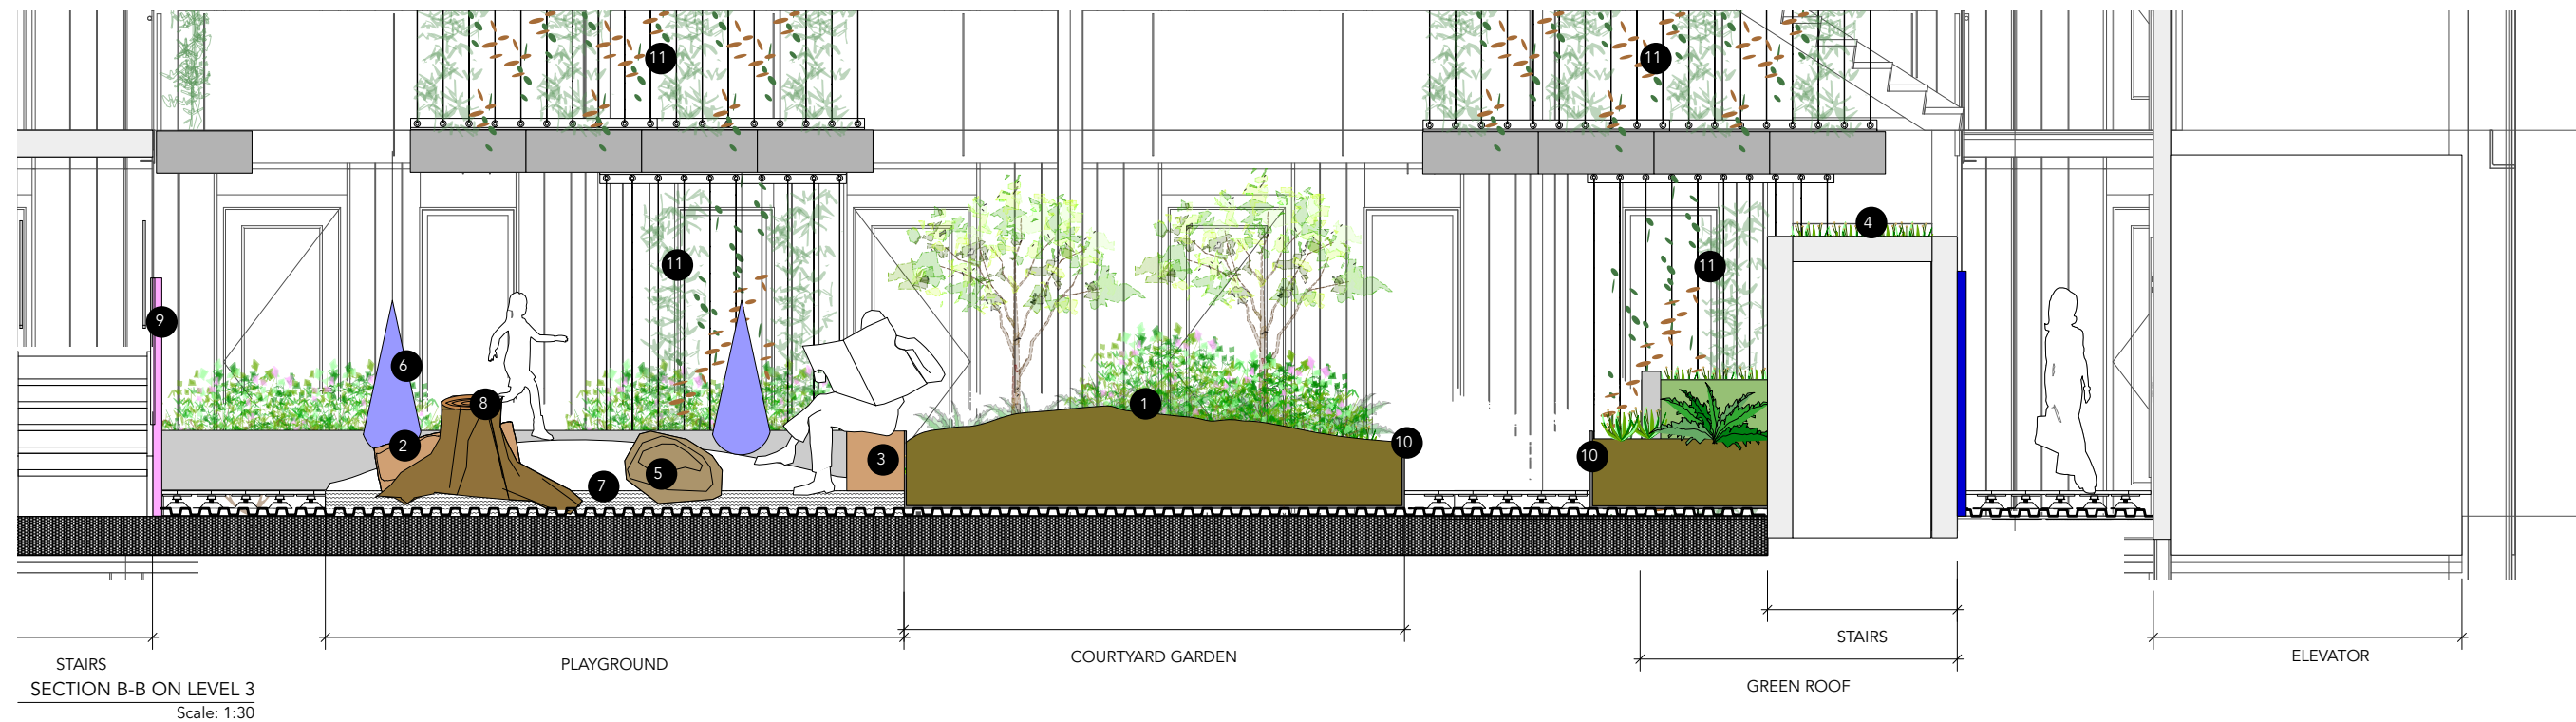 11
11
4
11
11
9
6
8
1
2
10
3
10
5
7
STAIRS
PLAYGROUND
COURTYARD GARDEN
STAIRS
ELEVATOR
GREEN ROOF
SECTION B-B ON LEVEL 3
Scale: 1:30